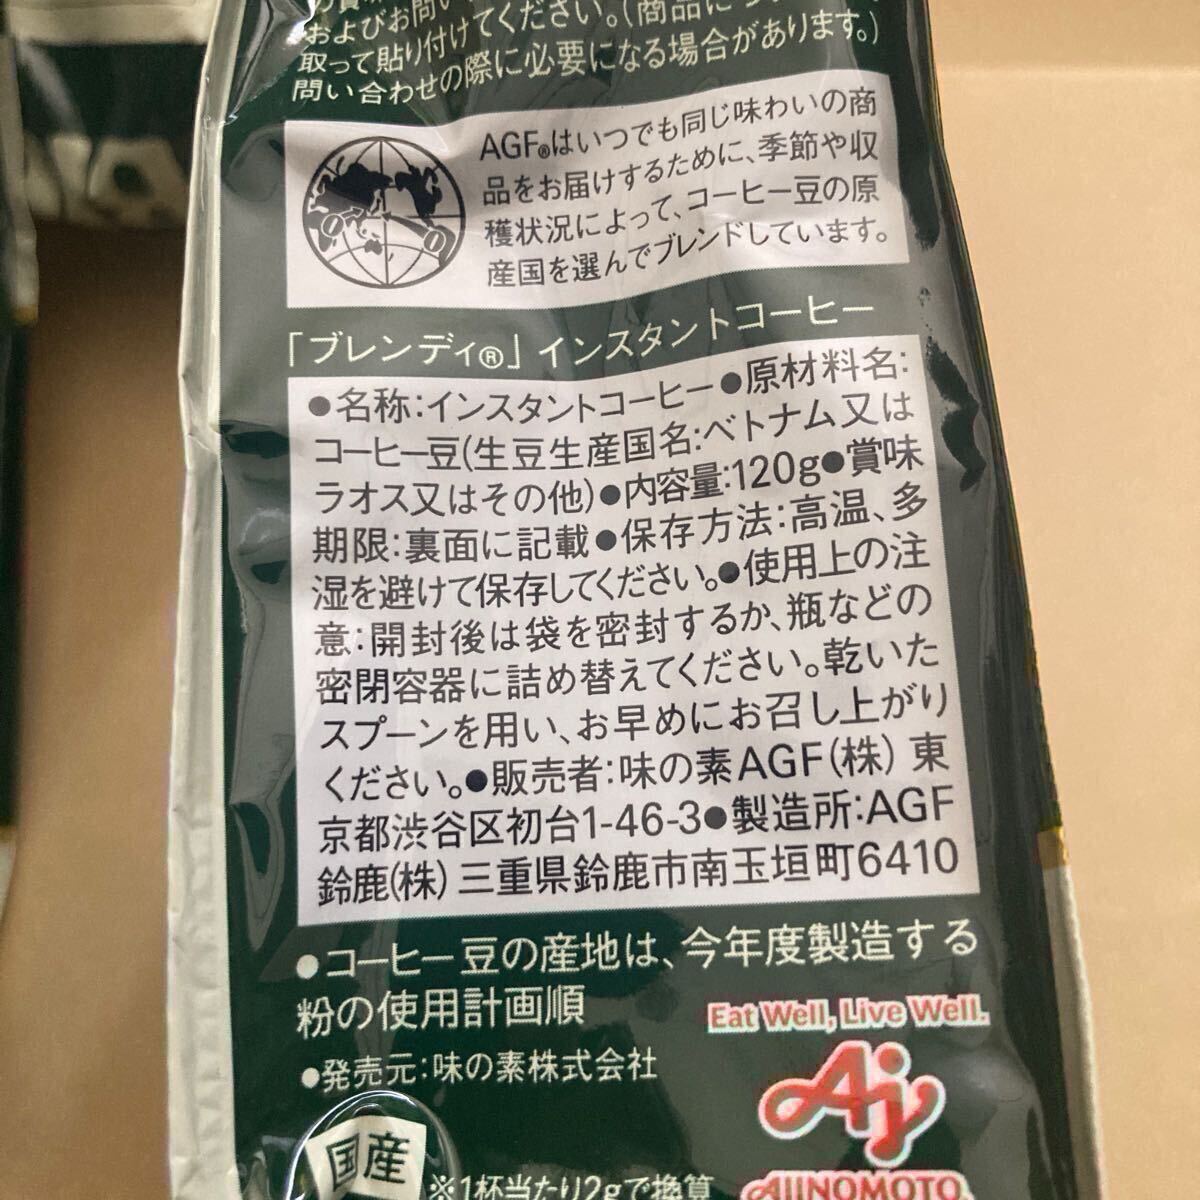 およびお問い
取って貼り付けてください。(商品に
問い合わせの際に必要になる場合があります。)
AGF®はいつでも同じ味わいの商
品をお届けするために、季節や収
穫状況によって、コーヒー豆の原
産国を選んでブレンドしています。
「ブレンディ®」インスタントコーヒー
●名称:インスタントコーヒー●原材料名:
コーヒー豆(生豆生産国名:ベトナム又は
ラオス又はその他)●内容量:120g●賞味
期限:裏面に記載●保存方法:高温、多
湿を避けて保存してください。●使用上の注
意:開封後は袋を密封するか、瓶などの
密閉容器に詰め替えてください。乾いた
スプーンを用い、お早めにお召し上がり
ください。●販売者:味の素AGF(株) 東
京都渋谷区初台1-46-3●製造所:AGF
鈴鹿(株) 三重県鈴鹿市南玉垣町6410
●コーヒー豆の産地は、今年度製造する
粉の使用計画順
●発売元:味の素株式会社
Eat Well, Live Well.
Aj
AJINOMOTO
国産
※1杯当たり2gで換算